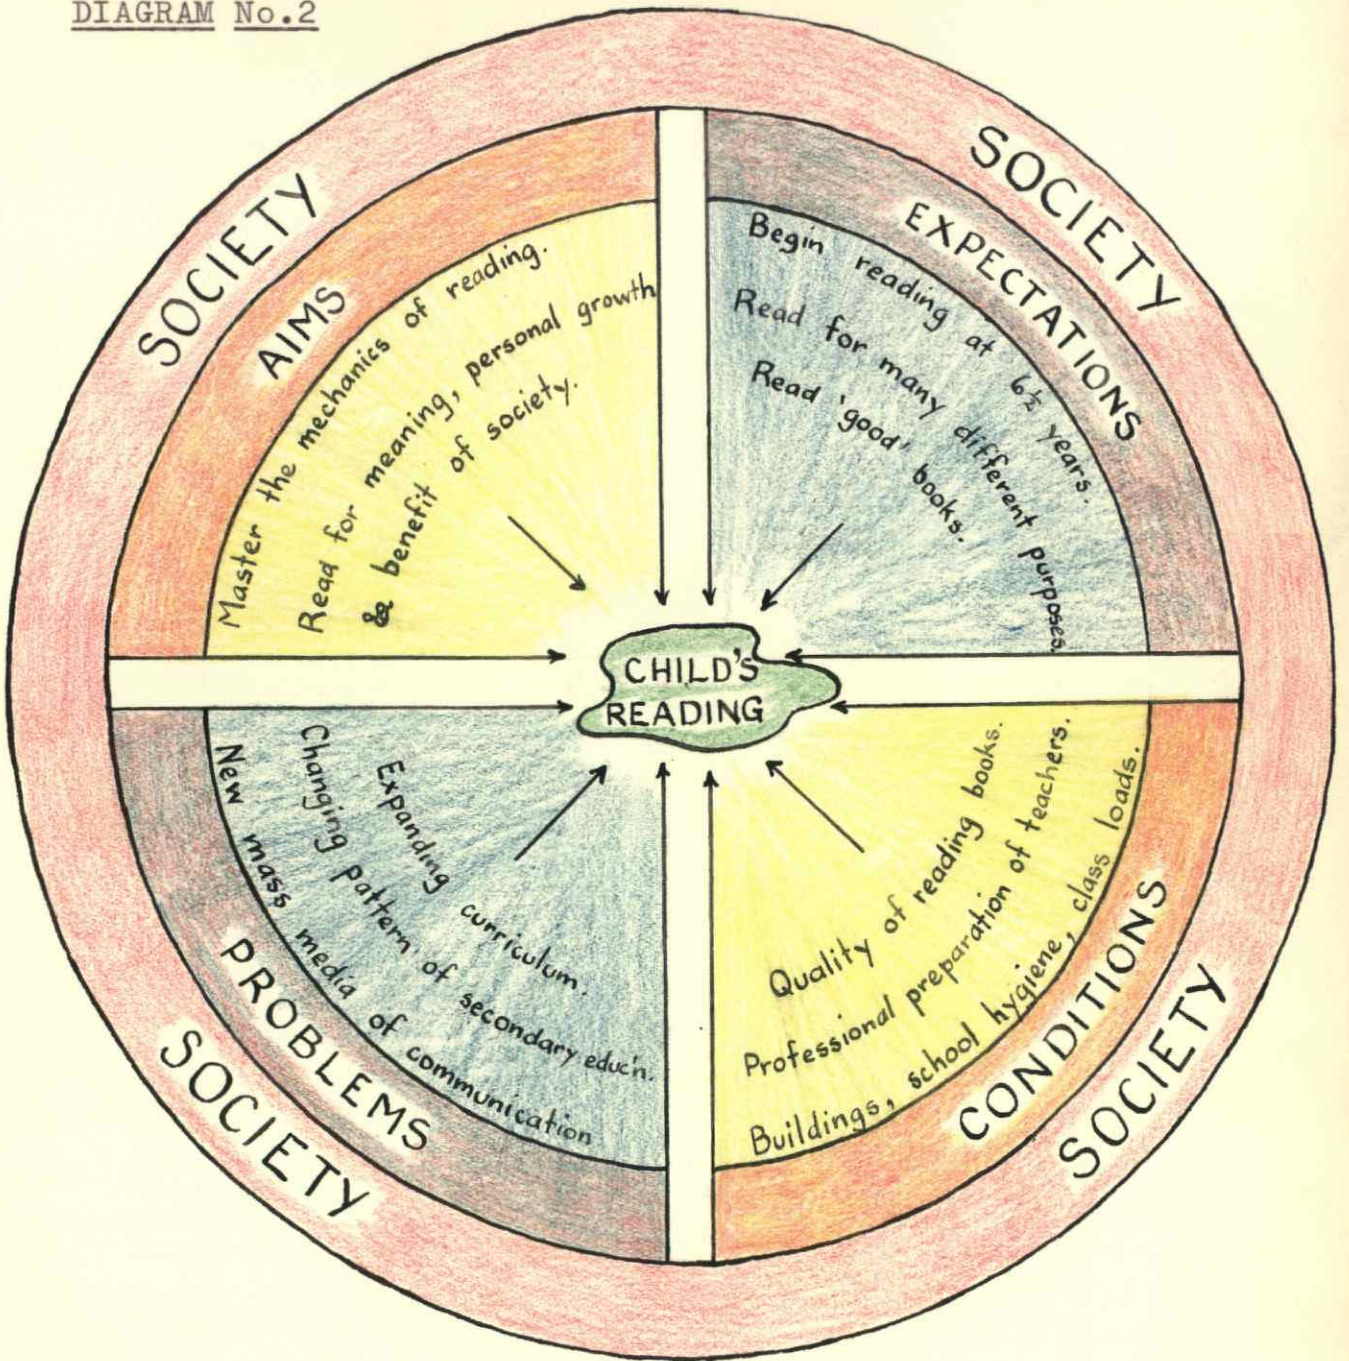 DIAGRAM No.2
SOCIETY
AIMS
Master the mechanics of reading.
Read for meaning, personal growth
& benefit of society.
SOCIETY
EXPECTATIONS
Begin reading at 6½ years.
Read for many different purposes.
Read 'good' books.
CHILD'S
READING
Expanding curriculum.
Changing pattern of secondary educ'n.
New mass media of communication
PROBLEMS
SOCIETY
Quality of reading books.
Professional preparation of teachers.
Buildings, school hygiene, class loads.
CONDITIONS
SOCIETY